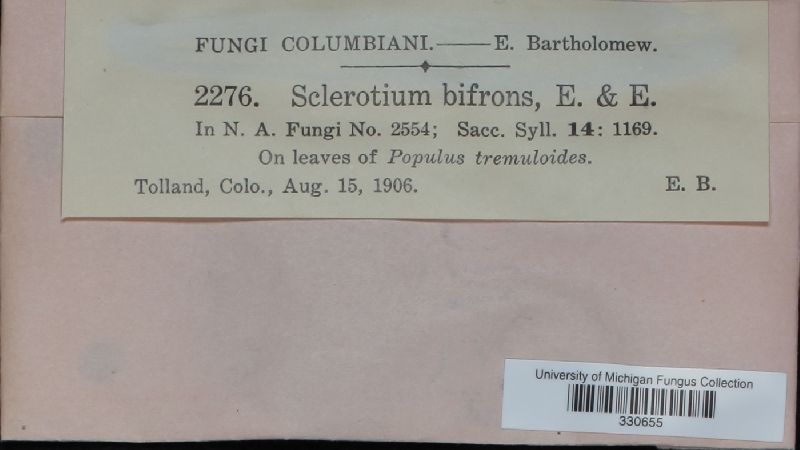 FUNGI COLUMBIANI.——E. Bartholomew.
2276. Sclerotium bifrons, E. & E.
In N. A. Fungi No. 2554; Sacc. Syll. 14: 1169.
On leaves of Populus tremuloides.
Tolland, Colo., Aug. 15, 1906. E. B.
University of Michigan Fungus Collection
330655